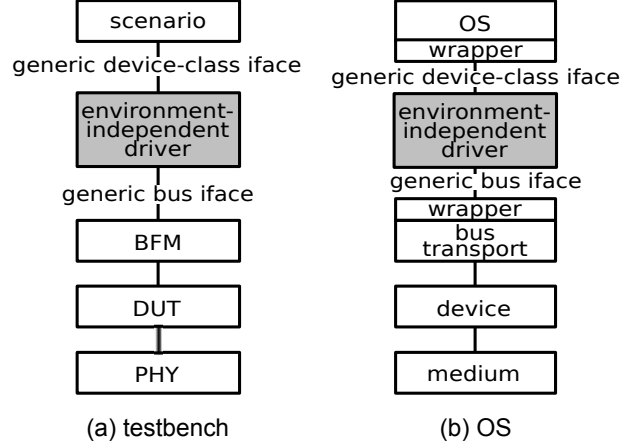 scenario
generic device-class iface
environment-
independent
driver
generic bus iface
BFM
DUT
PHY
(a) testbench
OS
wrapper
generic device-class iface
environment-
independent
driver
generic bus iface
wrapper
bus
transport
device
medium
(b) OS